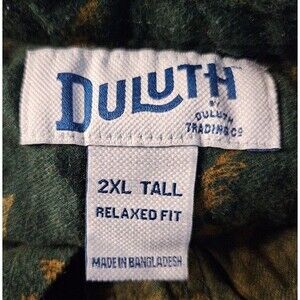 DULUTH
BY
DULUTH
TRADING CO
2XL TALL
RELAXED FIT
MADE IN BANGLADESH